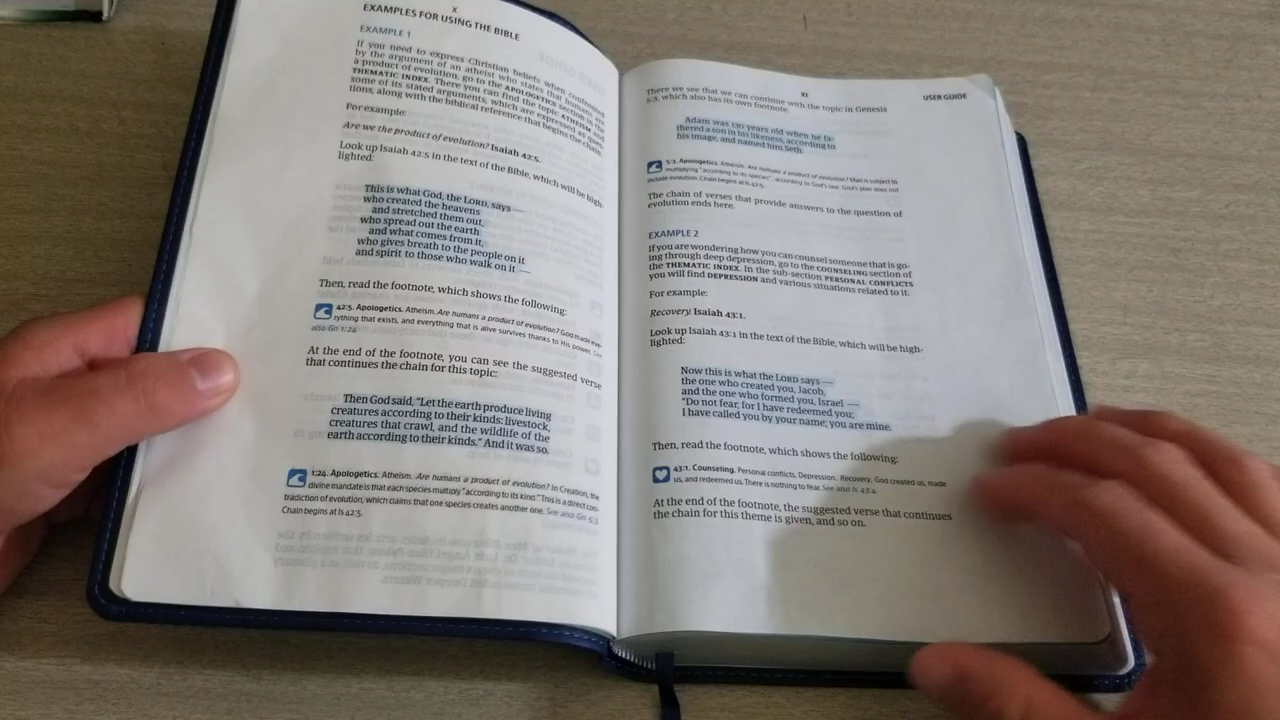 X
EXAMPLES FOR USING THE BIBLE
EXAMPLE 1
If you need to express Christian beliefs when confronted
by the argument of an atheist who states that humans are
a product of evolution, go to the APOLOGETICS section in the
THEMATIC INDEX. There you can find the topic ATHEISM and
some of its stated arguments, which are expressed as ques-
tions, along with the biblical reference that begins the chain.
For example:
Are we the product of evolution? Isaiah 42:5.
Look up Isaiah 42:5 in the text of the Bible, which will be high-
lighted:
This is what God, the LORD, says —
who created the heavens
and stretched them out,
who spread out the earth
and what comes from it,
who gives breath to the people on it
and spirit to those who walk on it —
Then, read the footnote, which shows the following:
42:5. Apologetics. Atheism. Are humans a product of evolution? God made eve-
rything that exists, and everything that is alive survives thanks to His power. See
also Gn 1:24.
At the end of the footnote, you can see the suggested verse
that continues the chain for this topic:
Then God said, “Let the earth produce living
creatures according to their kinds: livestock,
creatures that crawl, and the wildlife of the
earth according to their kinds.” And it was so.
1:24. Apologetics. Atheism. Are humans a product of evolution? In Creation, the
divine mandate is that each species multiply "according to its kind." This is a direct con-
tradiction of evolution, which claims that one species creates another one. See also Gn 5:3.
Chain begins at Is 42:5.
XI
USER GUIDE
There we see that we can continue with the topic in Genesis
5:3, which also has its own footnote.
Adam was 130 years old when he fa-
thered a son in his likeness, according to
his image, and named him Seth.
5:3. Apologetics. Atheism. Are humans a product of evolution? Man is subject to
multiplying "according to its species", according to God's law. God's plan does not
include evolution. Chain begins at Is 42:5.
The chain of verses that provide answers to the question of
evolution ends here.
EXAMPLE 2
If you are wondering how you can counsel someone that is go-
ing through deep depression, go to the COUNSELING section of
the THEMATIC INDEX. In the sub-section PERSONAL CONFLICTS
you will find DEPRESSION and various situations related to it.
For example:
Recovery Isaiah 43:1.
Look up Isaiah 43:1 in the text of the Bible, which will be high-
lighted:
Now this is what the LORD says —
the one who created you, Jacob,
and the one who formed you, Israel —
“Do not fear, for I have redeemed you;
I have called you by your name; you are mine.
Then, read the footnote, which shows the following:
43:1. Counseling. Personal conflicts, Depression. Recovery. God created us, made
us, and redeemed us. There is nothing to fear. See also Is 43:4.
At the end of the footnote, the suggested verse that continues
the chain for this theme is given, and so on.